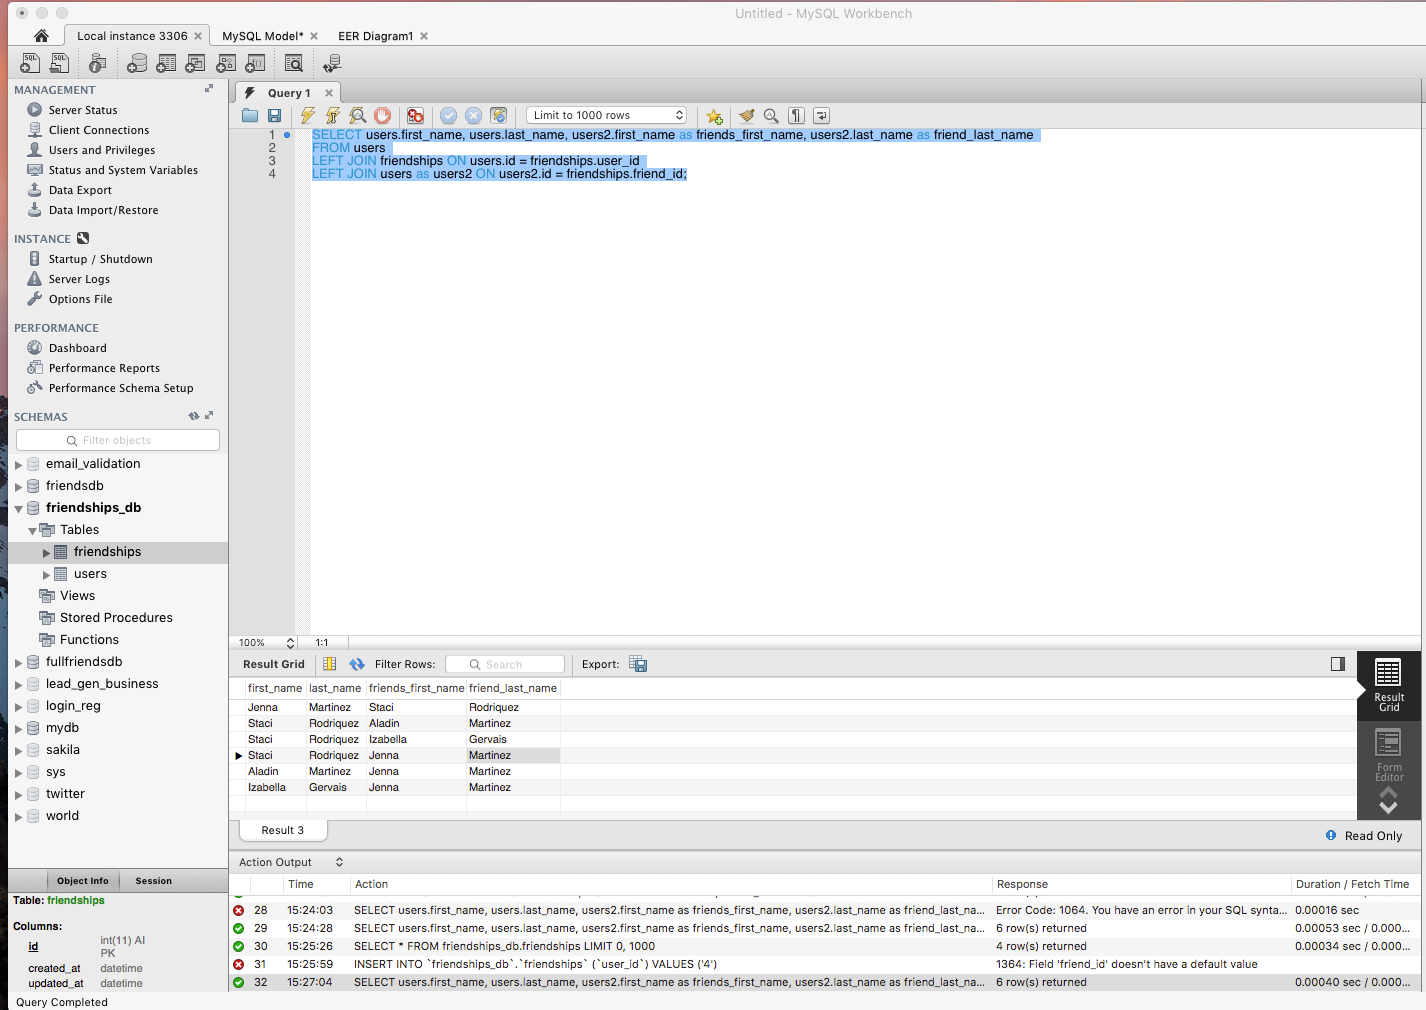 Untitled - MySQL Workbench
Local instance 3306
MySQL Model*
EER Diagram1
MANAGEMENT
Server Status
Client Connections
Users and Privileges
Status and System Variables
Data Export
Data Import/Restore
INSTANCE
Startup / Shutdown
Server Logs
Options File
PERFORMANCE
Dashboard
Performance Reports
Performance Schema Setup
SCHEMAS
Filter objects
email_validation
friendsdb
friendships_db
Tables
friendships
users
Views
Stored Procedures
Functions
fullfriendsdb
lead_gen_business
login_reg
mydb
sakila
sys
twitter
world
Object Info Session
Table: friendships
Columns:
id int(11) AI
PK
created_at datetime
updated_at datetime
Query Completed
Query 1
Limit to 1000 rows
1 SELECT users.first_name, users.last_name, users2.first_name as friends_first_name, users2.last_name as friend_last_name
2 FROM users
3 LEFT JOIN friendships ON users.id = friendships.user_id
4 LEFT JOIN users as users2 ON users2.id = friendships.friend_id;
100% 1:1
Result Grid Filter Rows: Search Export:
first_name last_name friends_first_name friend_last_name
Jenna Martinez Staci Rodriquez
Staci Rodriquez Aladin Martinez
Staci Rodriquez Izabella Gervais
Staci Rodriquez Jenna Martinez
Aladin Martinez Jenna Martinez
Izabella Gervais Jenna Martinez
Result
Grid
Form
Editor
Result 3
Read Only
Action Output
Time Action Response Duration / Fetch Time
28 15:24:03 SELECT users.first_name, users.last_name, users2.first_name as friends_first_name, users2.last_name as friend_last_na... Error Code: 1064. You have an error in your SQL synta... 0.00016 sec
29 15:24:28 SELECT users.first_name, users.last_name, users2.first_name as friends_first_name, users2.last_name as friend_last_na... 6 row(s) returned 0.00053 sec / 0.000...
30 15:25:26 SELECT * FROM friendships_db.friendships LIMIT 0, 1000 4 row(s) returned 0.00034 sec / 0.000...
31 15:25:59 INSERT INTO `friendships_db`.`friendships` (`user_id`) VALUES ('4') 1364: Field 'friend_id' doesn't have a default value
32 15:27:04 SELECT users.first_name, users.last_name, users2.first_name as friends_first_name, users2.last_name as friend_last_na... 6 row(s) returned 0.00040 sec / 0.000...